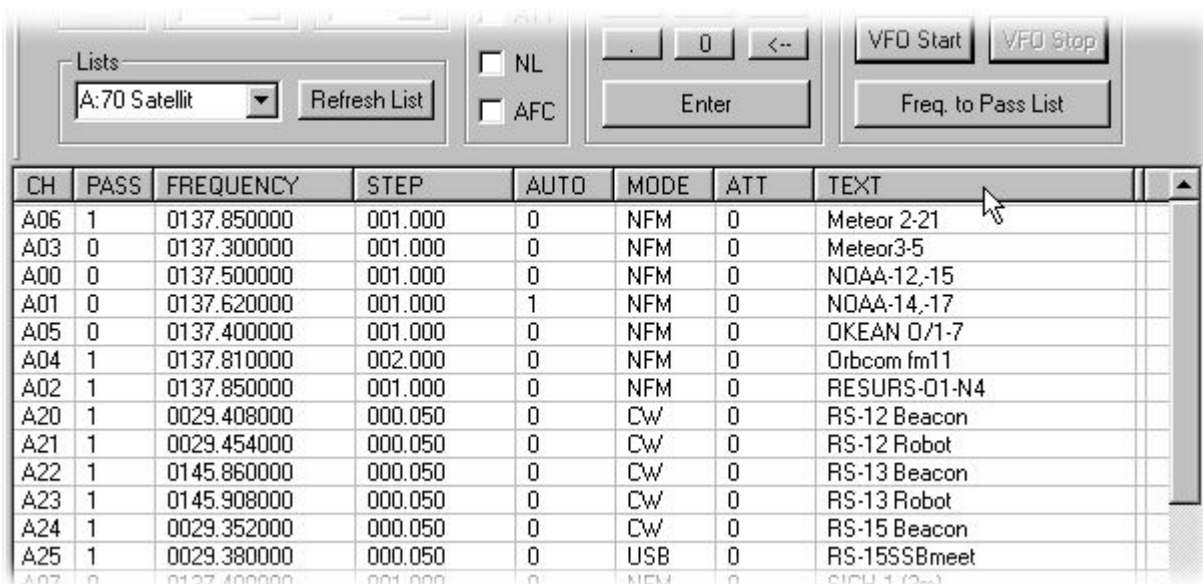 Lists
A:70 Satellit
Refresh List
NL
AFC
. 0 <--
Enter
VFO Start VFO Stop
Freq. to Pass List
CH PASS FREQUENCY STEP AUTO MODE ATT TEXT
A06 1 0137.850000 001.000 0 NFM 0 Meteor 2-21
A03 0 0137.300000 001.000 0 NFM 0 Meteor3-5
A00 0 0137.500000 001.000 0 NFM 0 NOAA-12,-15
A01 0 0137.620000 001.000 1 NFM 0 NOAA-14,-17
A05 0 0137.400000 001.000 0 NFM 0 OKEAN O/1-7
A04 1 0137.810000 002.000 0 NFM 0 Orbcom fm11
A02 1 0137.850000 001.000 0 NFM 0 RESURS-O1-N4
A20 1 0029.408000 000.050 0 CW 0 RS-12 Beacon
A21 1 0029.454000 000.050 0 CW 0 RS-12 Robot
A22 1 0145.860000 000.050 0 CW 0 RS-13 Beacon
A23 1 0145.908000 000.050 0 CW 0 RS-13 Robot
A24 1 0029.352000 000.050 0 CW 0 RS-15 Beacon
A25 1 0029.380000 000.050 0 USB 0 RS-15SSBmeet